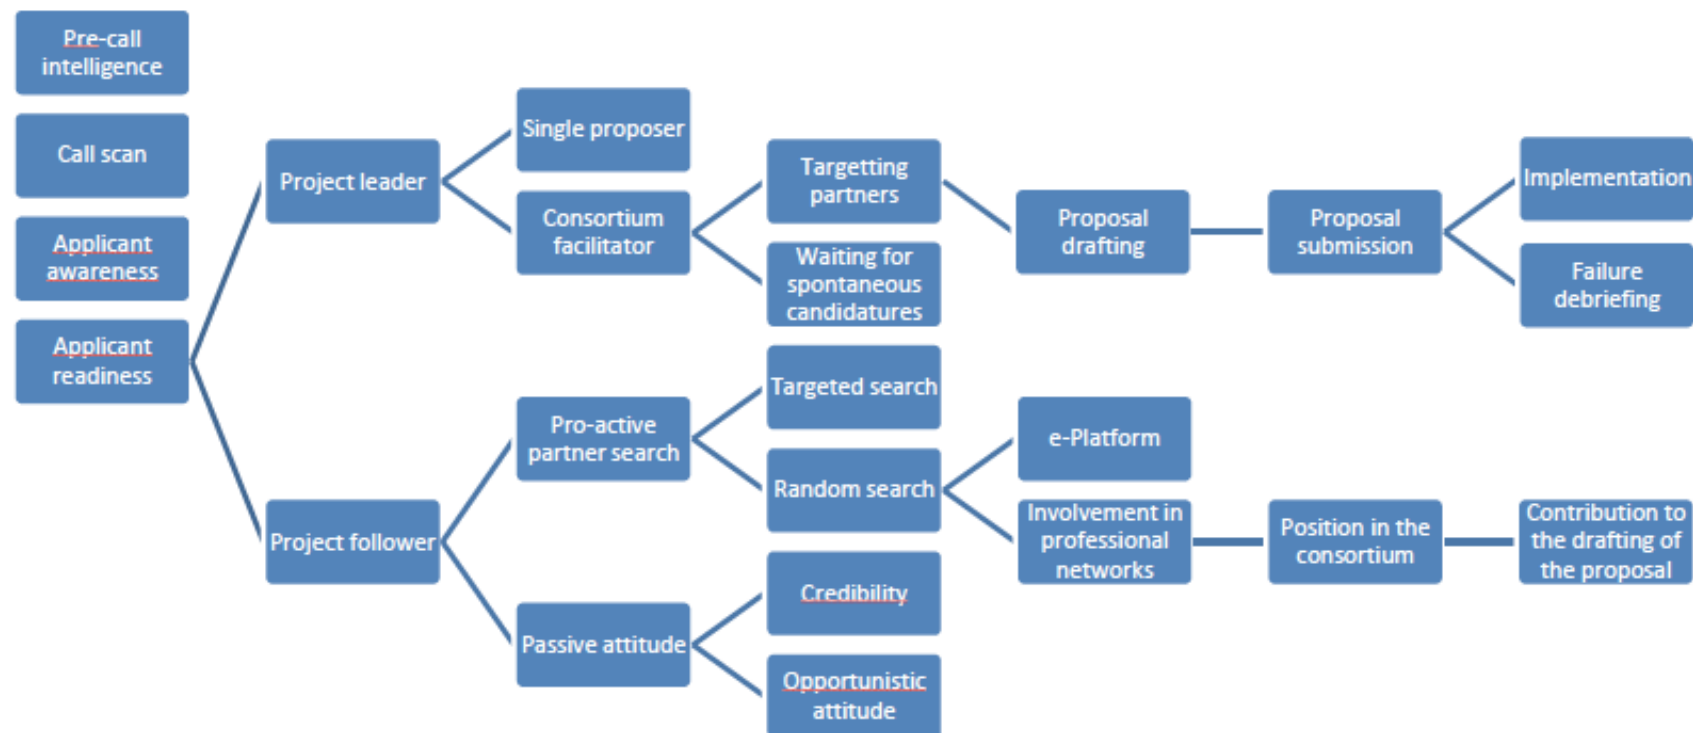 Pre-call
intelligence
Call scan
Applicant
awareness
Applicant
readiness
Project leader
Project follower
Single proposer
Consortium
facilitator
Pro-active
partner search
Passive attitude
Targetting
partners
Waiting for
spontaneous
candidatures
Targeted search
Random search
Credibility
Opportunistic
attitude
Proposal
drafting
e-Platform
Involvement in
professional
networks
Proposal
submission
Position in the
consortium
Implementation
Failure
debriefing
Contribution to
the drafting of
the proposal